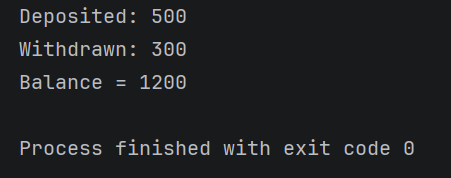 Deposited: 500
Withdrawn: 300
Balance = 1200
Process finished with exit code 0